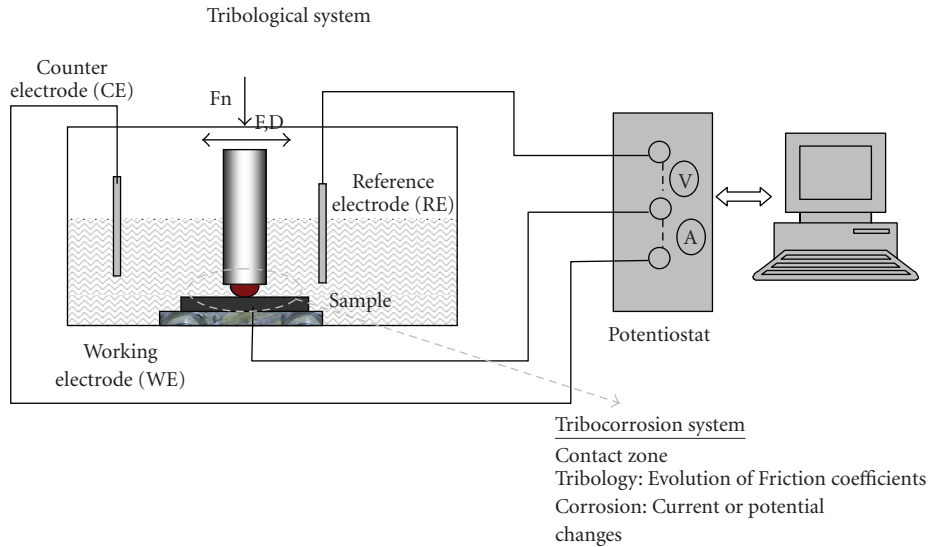 Tribological system
Counter
electrode (CE)
Fn
F,D
Reference
electrode (RE)
V
A
Sample
Potentiostat
Working
electrode (WE)
Tribocorrosion system
Contact zone
Tribology: Evolution of Friction coefficients
Corrosion: Current or potential
changes